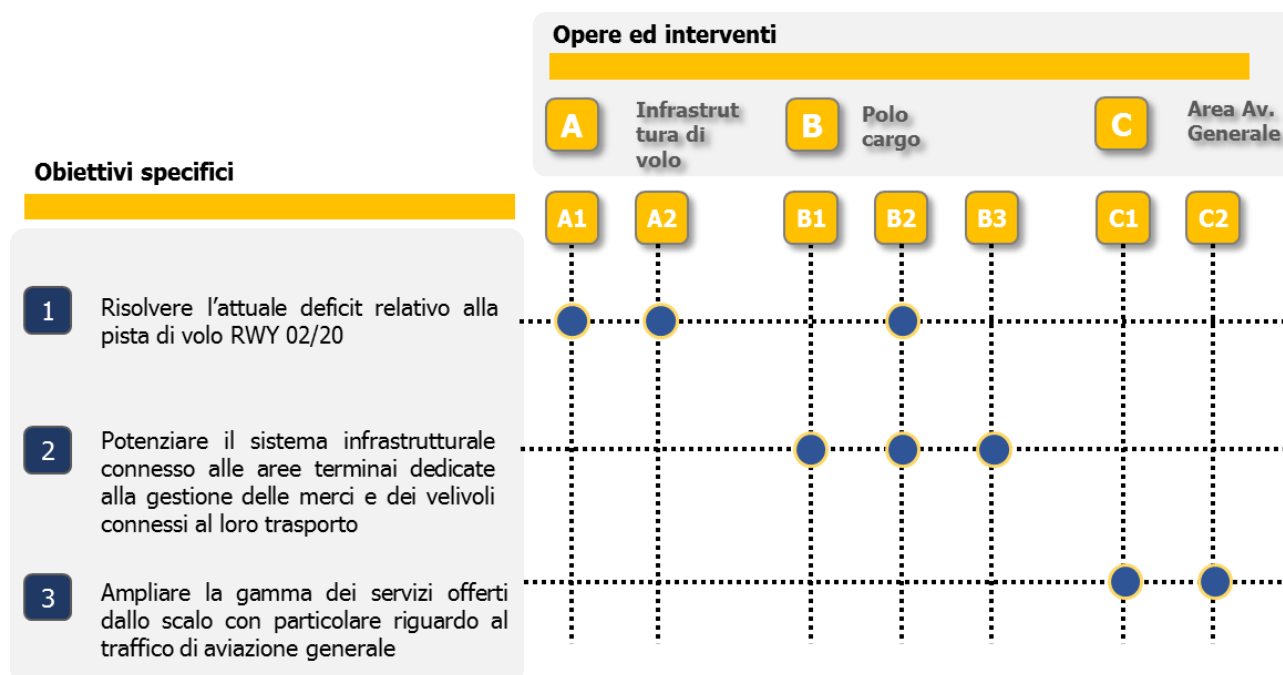 Opere ed interventi
A
Infrastrut
tura di
volo
B
Polo
cargo
C
Area Av.
Generale
Obiettivi specifici
A1
A2
B1
B2
B3
C1
C2
1
Risolvere l'attuale deficit relativo alla
pista di volo RWY 02/20
2
Potenziare il sistema infrastrutturale
connesso alle aree terminai dedicate
alla gestione delle merci e dei velivoli
connessi al loro trasporto
3
Ampliare la gamma dei servizi offerti
dallo scalo con particolare riguardo al
traffico di aviazione generale